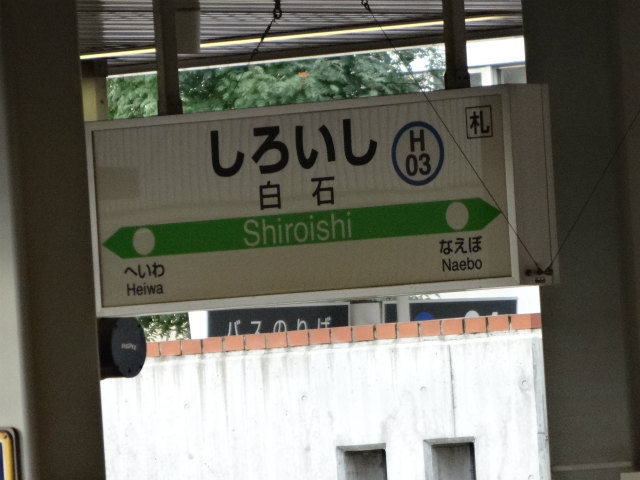 しろいし
H
03
札
白石
Shiroishi
へいわ
Heiwa
なえぼ
Naebo
バスのりば